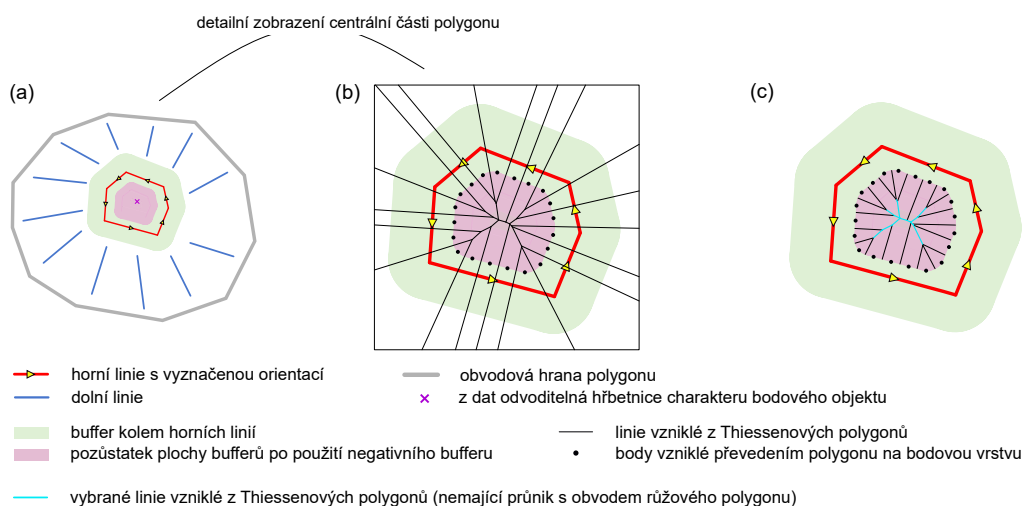 detailní zobrazení centrální části polygonu
(a)
(b)
(c)
horní linie s vyznačenou orientací
obvodová hrana polygonu
dolní linie
z dat odvoditelná hřbetnice charakteru bodového objektu
buffer kolem horních linií
linie vzniklé z Thiessenových polygonů
pozůstatek plochy bufferů po použití negativního bufferu
body vzniklé převedením polygonu na bodovou vrstvu
vybrané linie vzniklé z Thiessenových polygonů (nemající průnik s obvodem růžového polygonu)